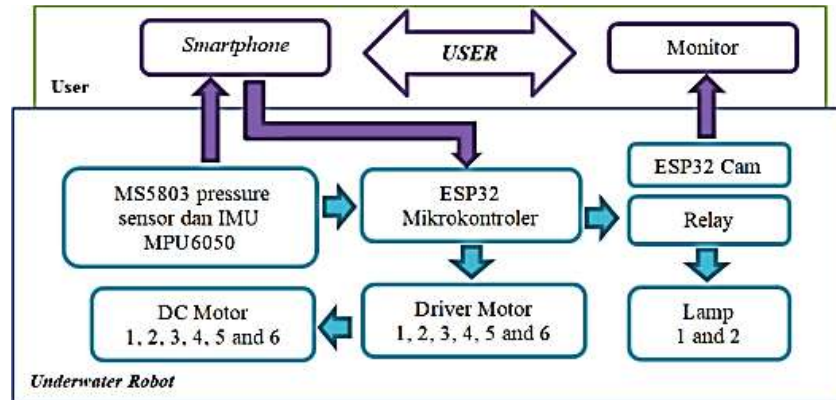 Smartphone
USER
Monitor
User
MS5803 pressure
sensor dan IMU
MPU6050
ESP32
Mikrokontroler
ESP32 Cam
Relay
DC Motor
1, 2, 3, 4, 5 and 6
Driver Motor
1, 2, 3, 4, 5 and 6
Lamp
1 and 2
Underwater Robot